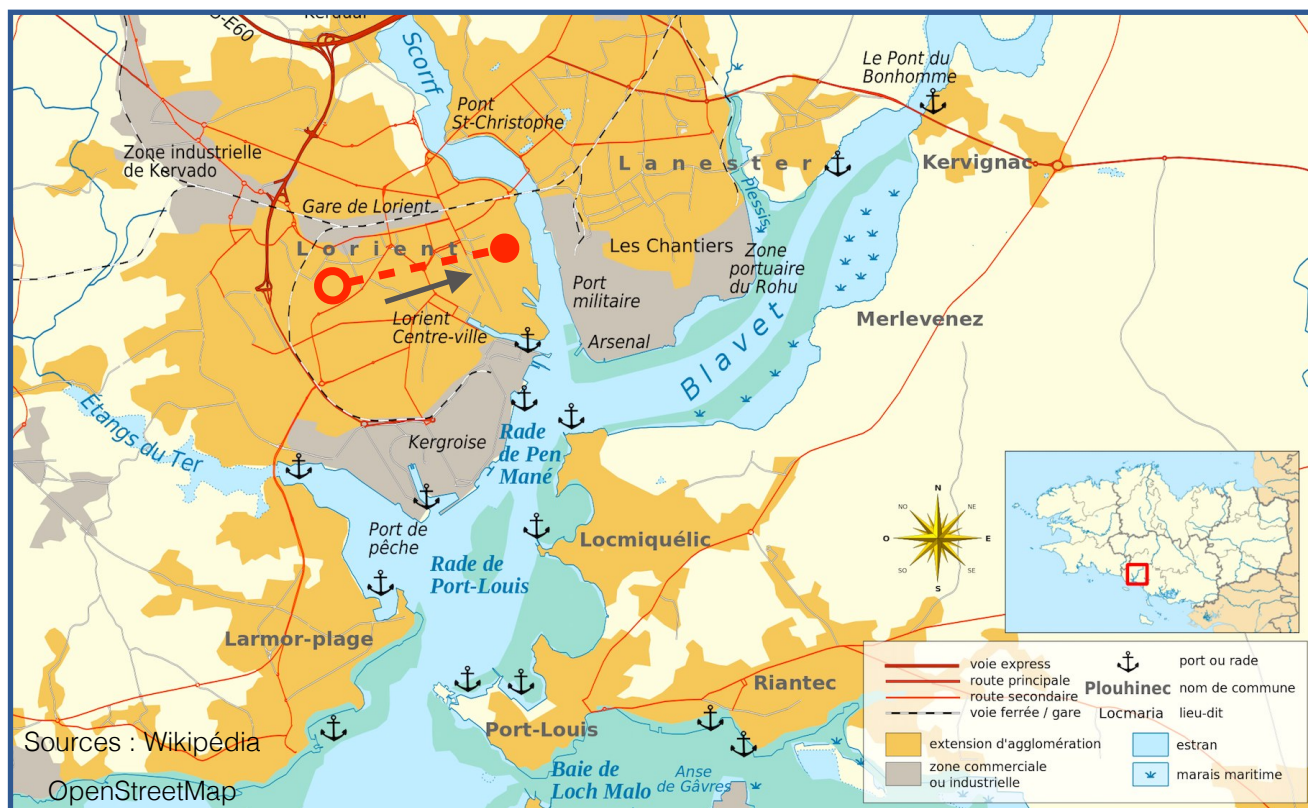 Scorff
Le Pont du
Bonhomme
Pont
St-Christophe
Zone industrielle
de Kervado
Lanester
Kervignac
Plessis
Gare de Lorient
Lorient
Les Chantiers
Zone
portuaire
du Rohu
Port
militaire
Merlevenez
Lorient
Centre-ville
Arsenal
Blavet
Étangs du Ter
Kergroise
Rade
de Pen
Mané
Port de
pêche
Locmiquélic
Rade de
Port-Louis
N
NO
NE
O
E
SO
SE
S
Larmor-plage
Riantec
Port-Louis
Baie de
Loch Malo
Anse
de Gâvres
voie express
route principale
route secondaire
voie ferrée / gare
port ou rade
Plouhinec
nom de commune
Locmaria
lieu-dit
extension d'agglomération
zone commerciale
ou industrielle
estran
marais maritime
Sources : Wikipédia
OpenStreetMap